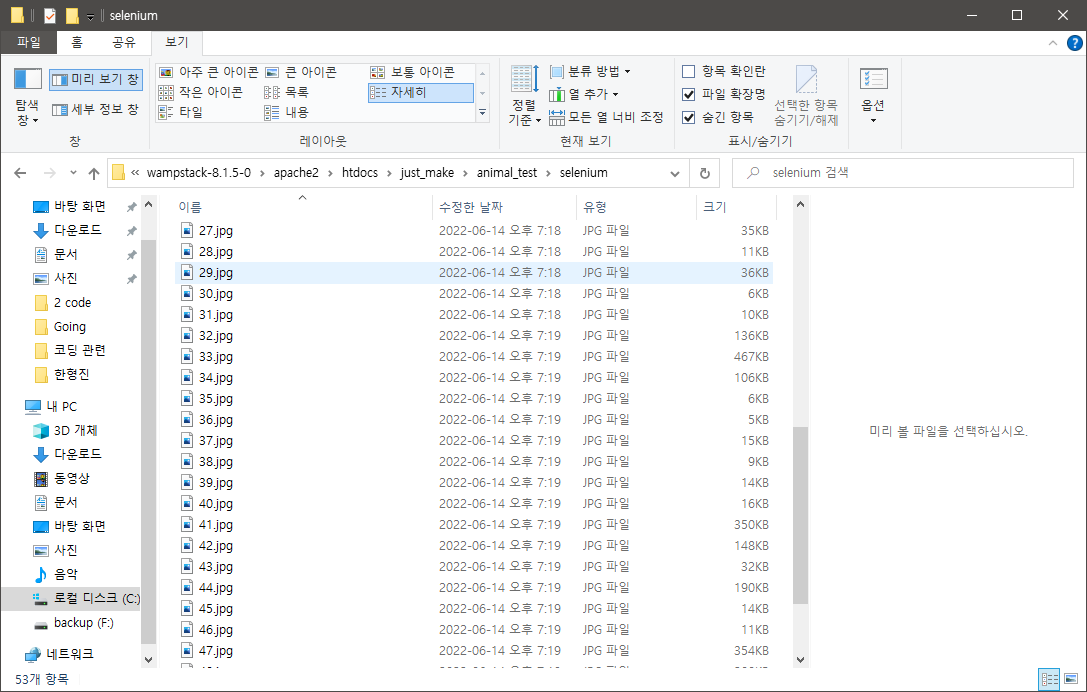 selenium
파일 홈 공유 보기
탐색 창
미리 보기 창
세부 정보 창
창
아주 큰 아이콘 큰 아이콘 보통 아이콘
작은 아이콘 목록 자세히
타일 내용
레이아웃
정렬 기준
분류 방법
열 추가
모든 열 너비 조정
현재 보기
항목 확인란
파일 확장명
숨긴 항목
선택한 항목 숨기기/해제
표시/숨기기
옵션
« wampstack-8.1.5-0 › apache2 › htdocs › just_make › animal_test › selenium
selenium 검색
바탕 화면
다운로드
문서
사진
2 code
Going
코딩 관련
한형진
내 PC
3D 개체
다운로드
동영상
문서
바탕 화면
사진
음악
로컬 디스크 (C:)
backup (F:)
네트워크
이름 수정한 날짜 유형 크기
27.jpg 2022-06-14 오후 7:18 JPG 파일 35KB
28.jpg 2022-06-14 오후 7:18 JPG 파일 11KB
29.jpg 2022-06-14 오후 7:18 JPG 파일 36KB
30.jpg 2022-06-14 오후 7:18 JPG 파일 6KB
31.jpg 2022-06-14 오후 7:18 JPG 파일 10KB
32.jpg 2022-06-14 오후 7:19 JPG 파일 136KB
33.jpg 2022-06-14 오후 7:19 JPG 파일 467KB
34.jpg 2022-06-14 오후 7:19 JPG 파일 106KB
35.jpg 2022-06-14 오후 7:19 JPG 파일 6KB
36.jpg 2022-06-14 오후 7:19 JPG 파일 5KB
37.jpg 2022-06-14 오후 7:19 JPG 파일 15KB
38.jpg 2022-06-14 오후 7:19 JPG 파일 9KB
39.jpg 2022-06-14 오후 7:19 JPG 파일 14KB
40.jpg 2022-06-14 오후 7:19 JPG 파일 16KB
41.jpg 2022-06-14 오후 7:19 JPG 파일 350KB
42.jpg 2022-06-14 오후 7:19 JPG 파일 148KB
43.jpg 2022-06-14 오후 7:19 JPG 파일 32KB
44.jpg 2022-06-14 오후 7:19 JPG 파일 190KB
45.jpg 2022-06-14 오후 7:19 JPG 파일 14KB
46.jpg 2022-06-14 오후 7:19 JPG 파일 11KB
47.jpg 2022-06-14 오후 7:19 JPG 파일 354KB
미리 볼 파일을 선택하십시오.
53개 항목